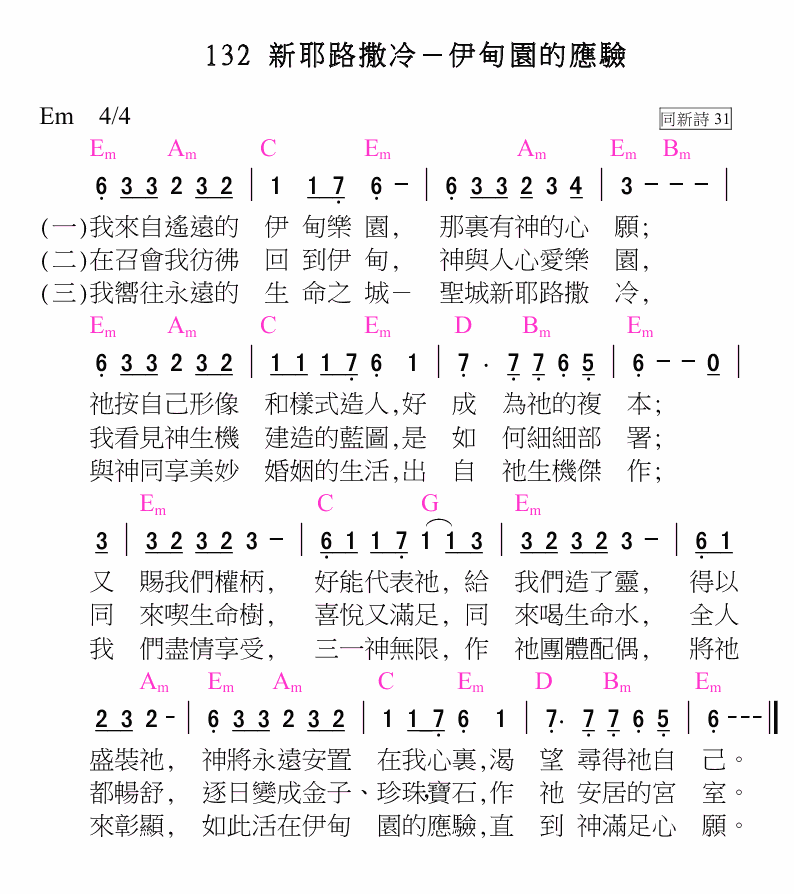 132 新耶路撒冷－伊甸園的應驗
Em 4/4 同新詩 31
Em Am C Em Am Em Bm
6 3 3 2 3 2 | 1 1 7 6 - | 6 3 3 2 3 4 | 3 - - - |
(一)我來自遙遠的 伊 甸樂 園， 那裏有神的心 願；
(二)在召會我彷彿 回 到伊 甸， 神與人心愛樂 園，
(三)我嚮往永遠的 生 命之 城－ 聖城新耶路撒 冷，
Em Am C Em D Bm Em
6 3 3 2 3 2 | 1 1 1 7 6 1 | 7 · 7 7 6 5 | 6 - - 0 |
祂按自己形像 和樣式造人，好 成 為祂的複 本；
我看見神生機 建造的藍圖，是 如 何細細部 署；
與神同享美妙 婚姻的生活，出 自 祂生機傑 作；
Em C G Em
3 | 3 2 3 2 3 - | 6 1 1 7 1 1 3 | 3 2 3 2 3 - | 6 1
又 賜我們權柄， 好能代表祂，給 我們造了靈， 得以
同 來喫生命樹， 喜悅又滿足，同 來喝生命水， 全人
我 們盡情享受， 三一神無限，作 祂團體配偶， 將祂
Am Em Am C Em D Bm Em
2 3 2 - | 6 3 3 2 3 2 | 1 1 7 6 1 | 7· 7 7 6 5 | 6 - - - ||
盛裝祂， 神將永遠安置 在我心裏，渴 望 尋得祂自 己。
都暢舒， 逐日變成金子、珍珠寶石，作 祂 安居的宮 室。
來彰顯， 如此活在伊甸 園的應驗，直 到 神滿足心 願。